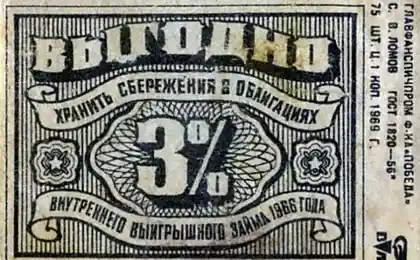 ВЫГОДНО
ХРАНИТЬ СБЕРЕЖЕНИЯ В ОБЛИГАЦИЯХ
3%
ВНУТРЕННЕГО ВЫИГРЫШНОГО ЗАЙМА 1966 ГОДА
Ф-КА „ПОБЕДА"
С. В. ЛОМОВ ГОСТ 1820-56"
75 ШТ. Ц. 1 КОП. 1969 Г.